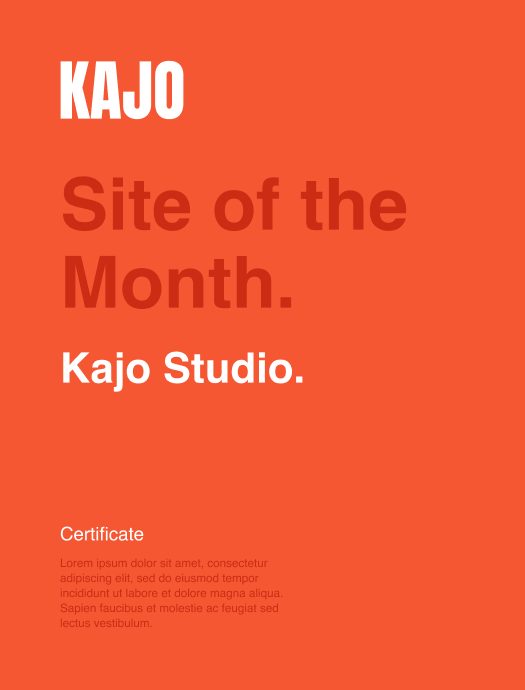 KAJO
Site of the
Month.
Kajo Studio.
Certificate
Lorem ipsum dolor sit amet, consectetur
adipiscing elit, sed do eiusmod tempor
incididunt ut labore et dolore magna aliqua.
Sapien faucibus et molestie ac feugiat sed
lectus vestibulum.